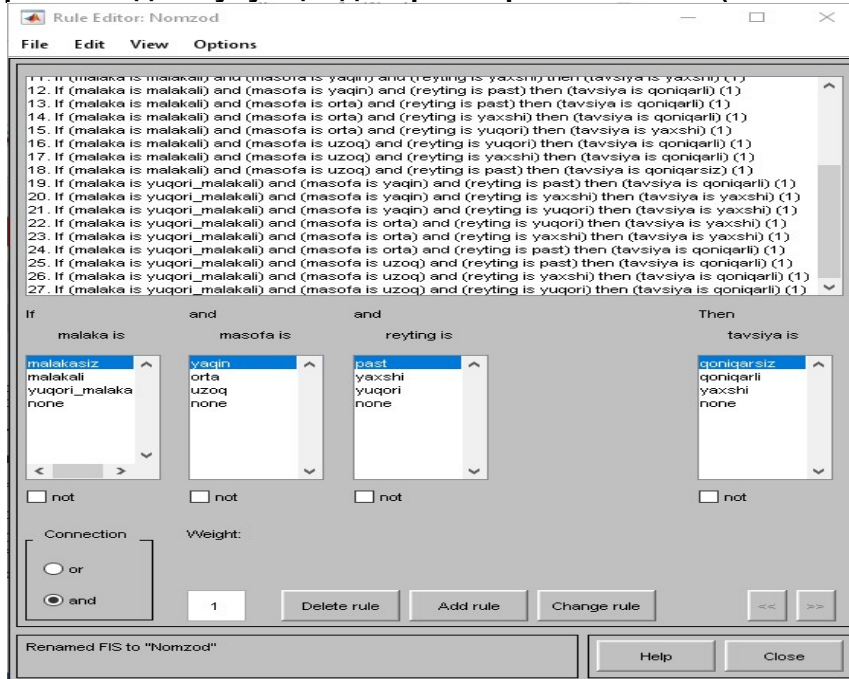 Rule Editor: Nomzod
File Edit View Options
11. If (malaka is malakali) and (masofa is yaqin) and (reyting is yaxshi) then (tavsiya is yaxshi) (1)
12. If (malaka is malakali) and (masofa is yaqin) and (reyting is past) then (tavsiya is qoniqarli) (1)
13. If (malaka is malakali) and (masofa is orta) and (reyting is past) then (tavsiya is qoniqarli) (1)
14. If (malaka is malakali) and (masofa is orta) and (reyting is yaxshi) then (tavsiya is qoniqarli) (1)
15. If (malaka is malakali) and (masofa is orta) and (reyting is yuqori) then (tavsiya is yaxshi) (1)
16. If (malaka is malakali) and (masofa is uzoq) and (reyting is yuqori) then (tavsiya is qoniqarli) (1)
17. If (malaka is malakali) and (masofa is uzoq) and (reyting is yaxshi) then (tavsiya is qoniqarli) (1)
18. If (malaka is malakali) and (masofa is uzoq) and (reyting is past) then (tavsiya is qoniqarsiz) (1)
19. If (malaka is yuqori_malakali) and (masofa is yaqin) and (reyting is past) then (tavsiya is qoniqarli) (1)
20. If (malaka is yuqori_malakali) and (masofa is yaqin) and (reyting is yaxshi) then (tavsiya is yaxshi) (1)
21. If (malaka is yuqori_malakali) and (masofa is yaqin) and (reyting is yuqori) then (tavsiya is yaxshi) (1)
22. If (malaka is yuqori_malakali) and (masofa is orta) and (reyting is yuqori) then (tavsiya is yaxshi) (1)
23. If (malaka is yuqori_malakali) and (masofa is orta) and (reyting is yaxshi) then (tavsiya is yaxshi) (1)
24. If (malaka is yuqori_malakali) and (masofa is orta) and (reyting is past) then (tavsiya is qoniqarli) (1)
25. If (malaka is yuqori_malakali) and (masofa is uzoq) and (reyting is past) then (tavsiya is qoniqarli) (1)
26. If (malaka is yuqori_malakali) and (masofa is uzoq) and (reyting is yaxshi) then (tavsiya is qoniqarli) (1)
27. If (malaka is yuqori_malakali) and (masofa is uzoq) and (reyting is yuqori) then (tavsiya is qoniqarli) (1)
If and and Then
malaka is masofa is reyting is tavsiya is
malakasiz yaqin past qoniqarsiz
malakali orta yaxshi qoniqarli
yuqori_malaka uzoq yuqori yaxshi
none none none none
not not not not
Connection Weight:
or
and 1 Delete rule Add rule Change rule << >>
Renamed FIS to "Nomzod" Help Close